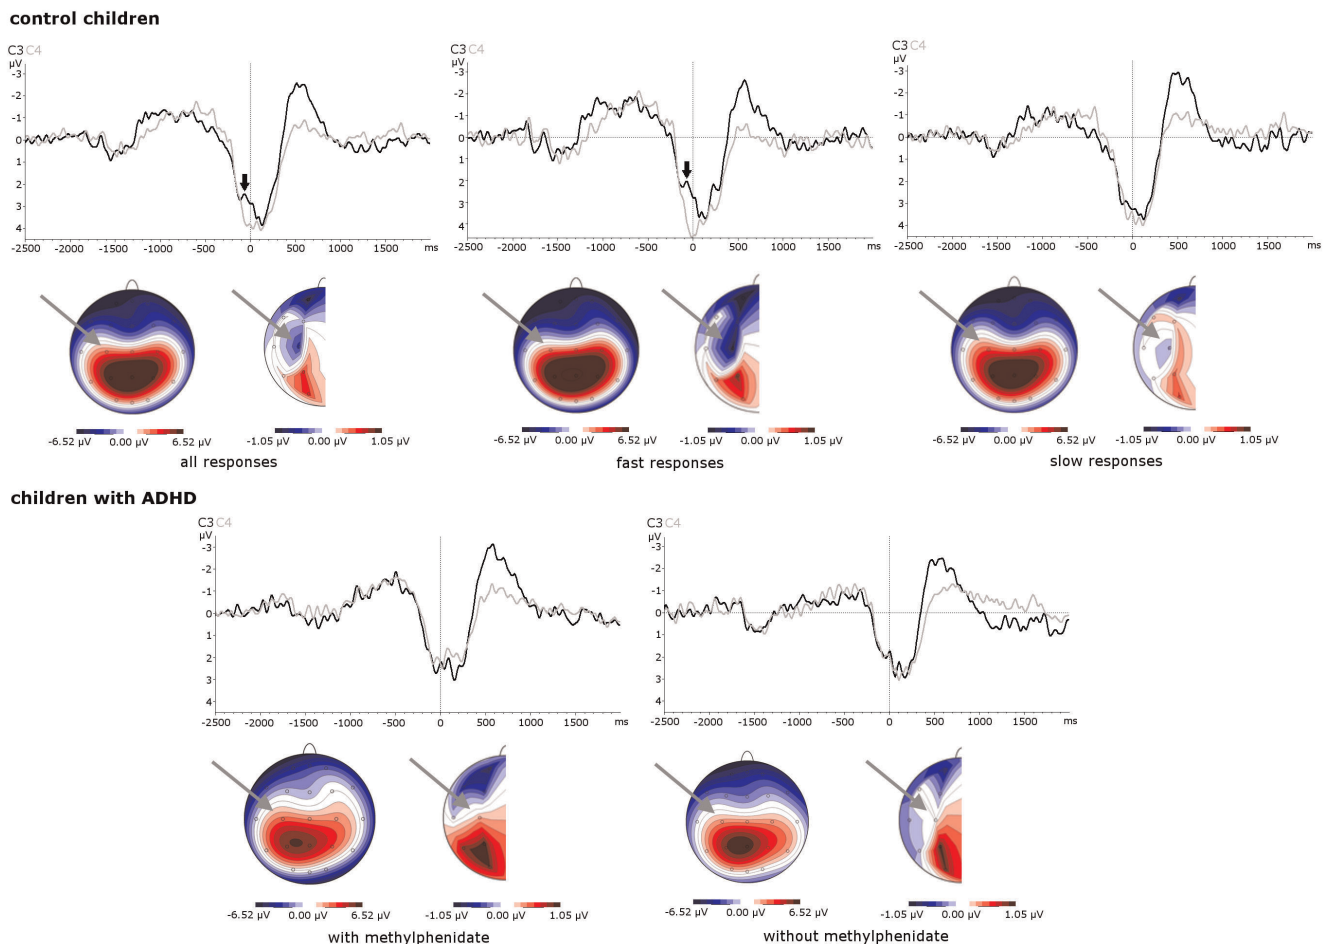 control children
C3 C4
µV
-3
-2
-1
0
1
2
3
4
-2500 -2000 -1500 -1000 -500 0 500 1000 1500 ms
C3 C4
µV
-3
-2
-1
0
1
2
3
4
-2500 -2000 -1500 -1000 -500 0 500 1000 1500 ms
C3 C4
µV
-3
-2
-1
0
1
2
3
4
-2500 -2000 -1500 -1000 -500 0 500 1000 1500 ms
-6.52 µV 0.00 µV 6.52 µV
-1.05 µV 0.00 µV 1.05 µV
all responses
-6.52 µV 0.00 µV 6.52 µV
-1.05 µV 0.00 µV 1.05 µV
fast responses
-6.52 µV 0.00 µV 6.52 µV
-1.05 µV 0.00 µV 1.05 µV
slow responses
children with ADHD
C3 C4
µV
-3
-2
-1
0
1
2
3
4
-2500 -2000 -1500 -1000 -500 0 500 1000 1500 ms
C3 C4
µV
-3
-2
-1
0
1
2
3
4
-2500 -2000 -1500 -1000 -500 0 500 1000 1500 ms
-6.52 µV 0.00 µV 6.52 µV
-1.05 µV 0.00 µV 1.05 µV
with methylphenidate
-6.52 µV 0.00 µV 6.52 µV
-1.05 µV 0.00 µV 1.05 µV
without methylphenidate